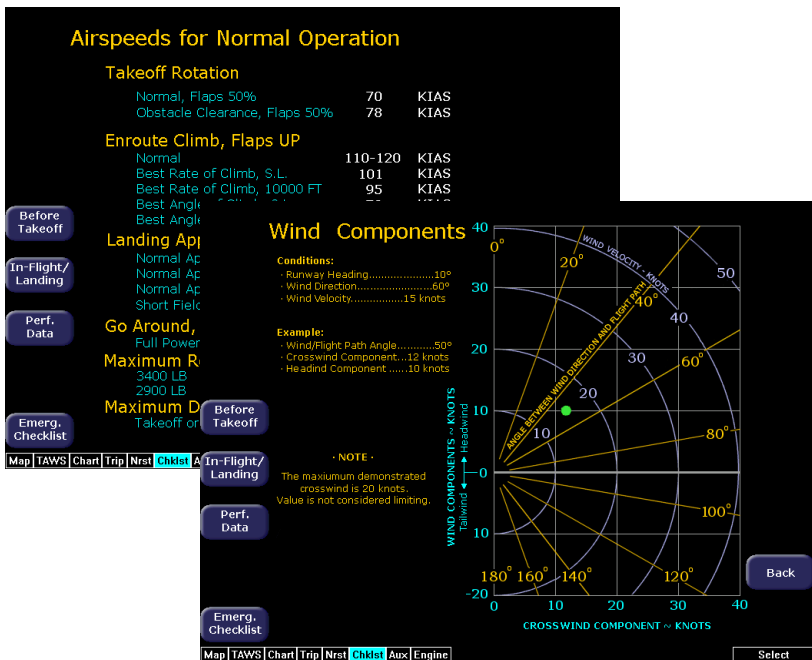 Airspeeds for Normal Operation
Takeoff Rotation
Normal, Flaps 50% 70 KIAS
Obstacle Clearance, Flaps 50% 78 KIAS
Enroute Climb, Flaps UP
Normal 110-120 KIAS
Best Rate of Climb, S.L. 101 KIAS
Best Rate of Climb, 10000 FT 95 KIAS
Best Angle
Best Angle
Landing App
Normal Ap
Normal Ap
Normal Ap
Short Field
Go Around,
Full Power
Maximum R
3400 LB
2900 LB
Maximum D
Takeoff or
Before
Takeoff
In-Flight/
Landing
Perf.
Data
Emerg.
Checklist
Map TAWS Chart Trip Nrst Chklst A
Wind Components
Conditions:
· Runway Heading......................10°
· Wind Direction..................60°
· Wind Velocity...............15 knots
Example:
· Wind/Flight Path Angle...........50°
· Crosswind Component...12 knots
· Headind Component ......10 knots
· NOTE ·
The maxiumum demonstrated
crosswind is 20 knots.
Value is not considered limiting.
Before
Takeoff
In-Flight/
Landing
Perf.
Data
Emerg.
Checklist
WIND COMPONENTS ~ KNOTS
Tailwind Headwind
40
30
20
10
0
10
-20
0° 20° 40° 60° 80° 100° 120° 140° 160° 180°
WIND VELOCITY - KNOTS
10 20 30 40 50
ANGLE BETWEEN WIND DIRECTION AND FLIGHT PATH
0 10 20 30 40
CROSSWIND COMPONENT ~ KNOTS
Back
Map TAWS Chart Trip Nrst Chklst Aux Engine
Select